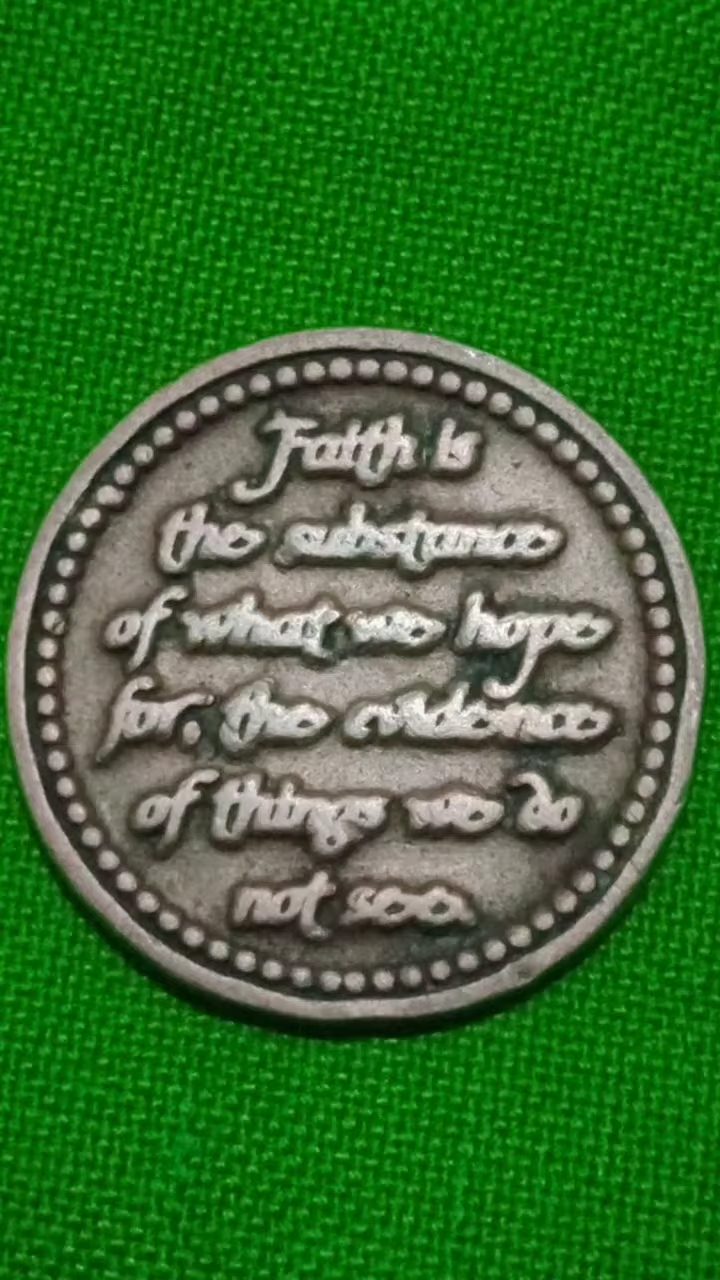 Faith is
the substance
of what we hope
for, the evidence
of things we do
not see.